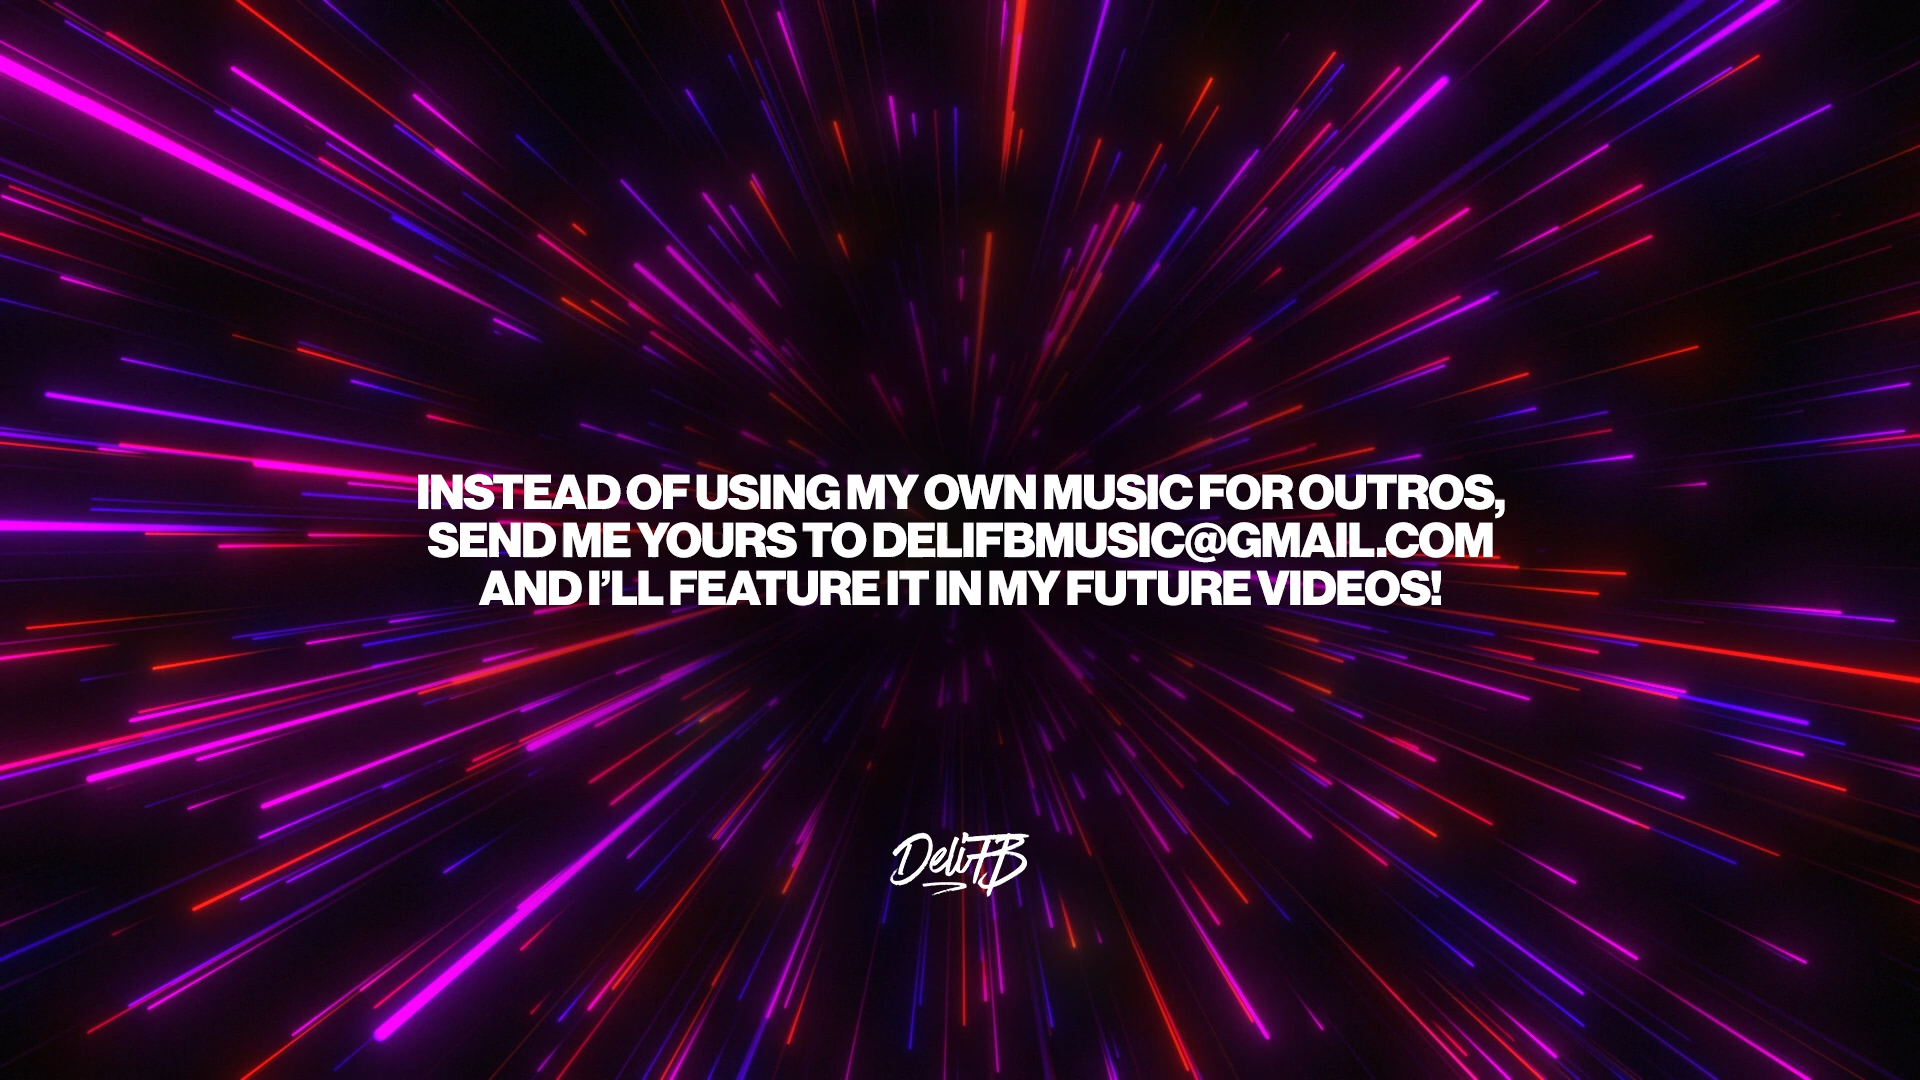 INSTEAD OF USING MY OWN MUSIC FOR OUTROS,
SEND ME YOURS TO DELIFBMUSIC@GMAIL.COM
AND I’LL FEATURE IT IN MY FUTURE VIDEOS!
DeliFB